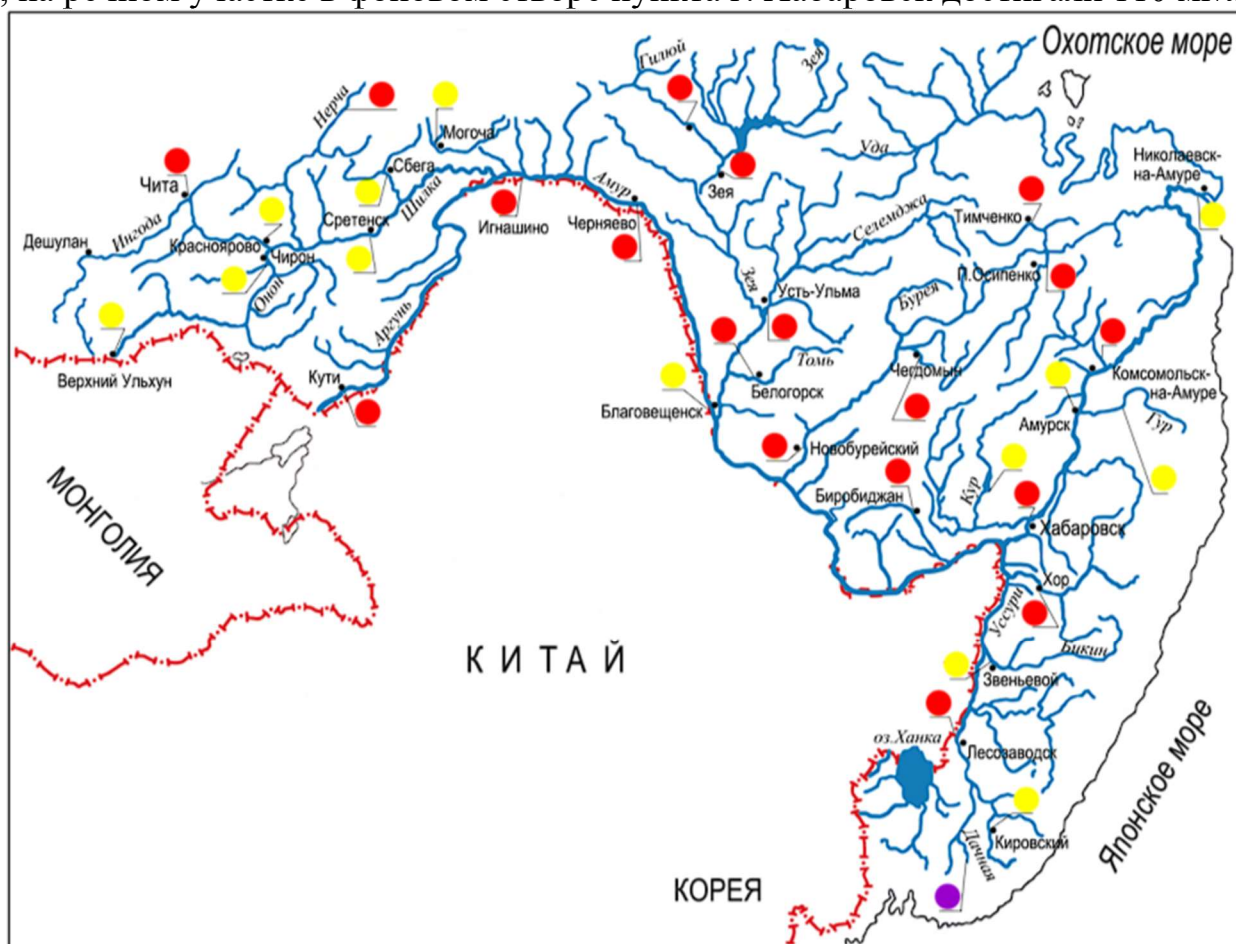 Охотское море
Гилюй
Зея
Нерча
Могоча
Уда
Николаевск-
на-Амуре
Сбега
Чита
Шилка
Амур
Зея
Тимченко
Сретенск
Игнашино
Черняево
Селемджа
Ингода
Дешулан
Красноярово
Чирон
П.Осипенко
Онон
Зея
Усть-Ульма
Бурея
Аргунь
Томь
Чегдомын
Верхний Ульхун
Кути
Белогорск
Комсомольск-
на-Амуре
Благовещенск
Амурск
Гур
Новобурейский
Биробиджан
Кур
МОНГОЛИЯ
Хабаровск
Хор
Уссури
Бикин
КИТАЙ
Звеньевой
оз.Ханка
Лесозаводск
Японское море
Кировский
Дачная
КОРЕЯ